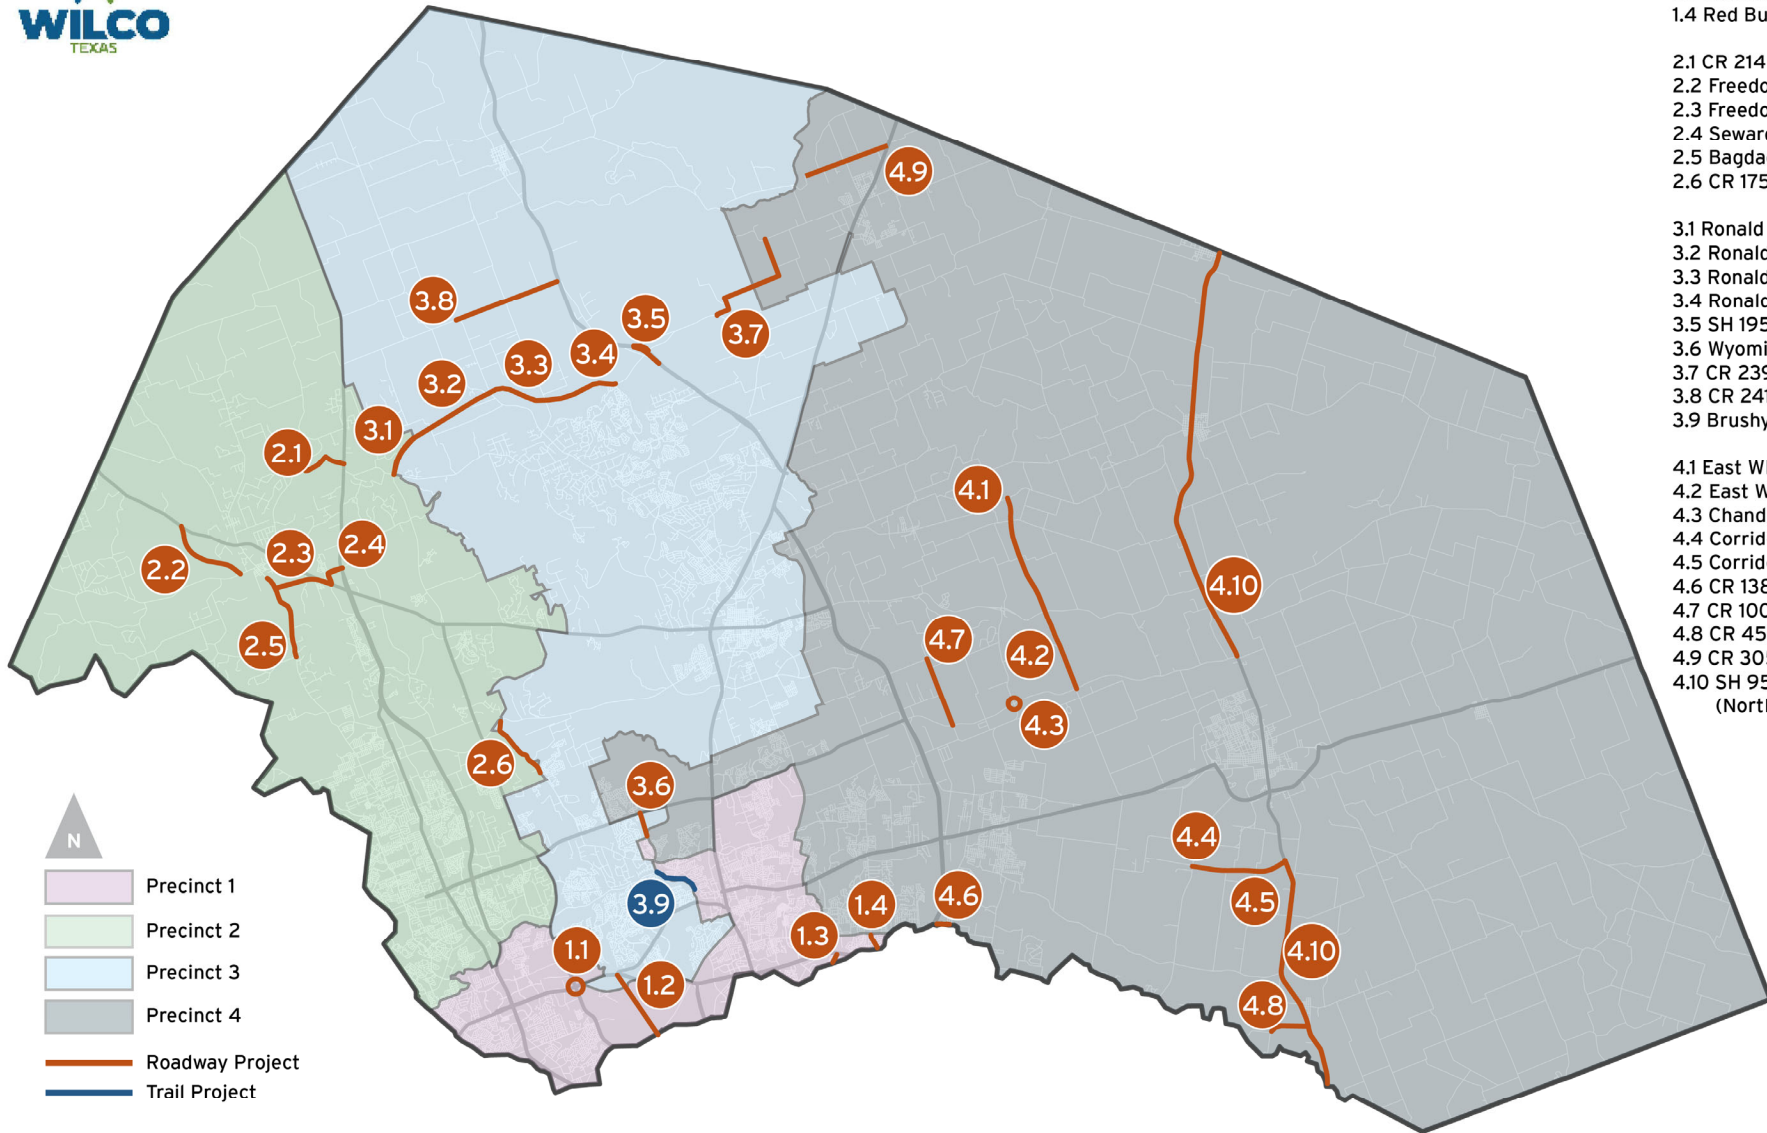 WILCO
TEXAS
1.4 Red Bu
2.1 CR 214
2.2 Freedo
2.3 Freedo
2.4 Sewar
2.5 Bagda
2.6 CR 175
3.1 Ronald
3.2 Ronald
3.3 Ronald
3.4 Ronald
3.5 SH 195
3.6 Wyomi
3.7 CR 239
3.8 CR 241
3.9 Brushy
4.1 East Wi
4.2 East W
4.3 Chand
4.4 Corrid
4.5 Corrid
4.6 CR 138
4.7 CR 100
4.8 CR 45
4.9 CR 305
4.10 SH 95
(North
4.9
3.8
3.5
3.7
3.4
3.3
3.2
3.1
2.1
4.1
2.4
2.3
2.2
4.10
2.5
4.7
4.2
4.3
2.6
3.6
4.4
3.9
1.4
4.6
4.5
1.3
1.1
4.10
1.2
4.8
N
Precinct 1
Precinct 2
Precinct 3
Precinct 4
Roadway Project
Trail Project